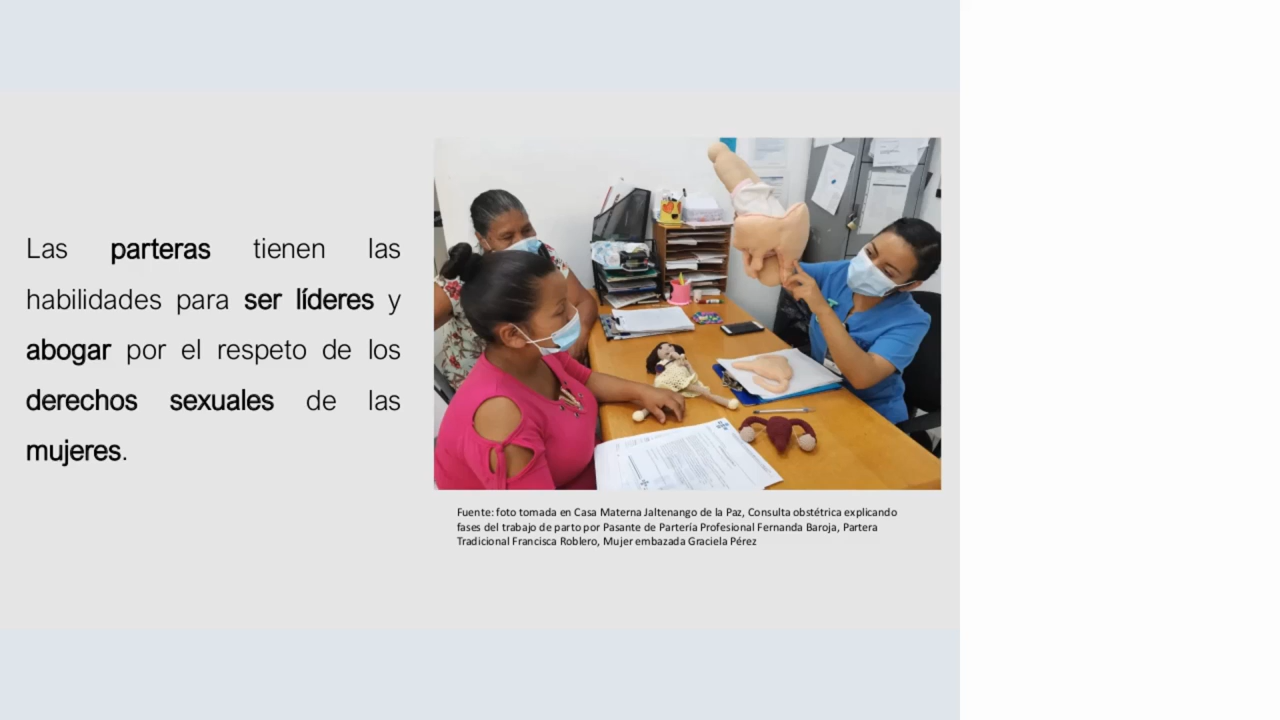 Las parteras tienen las
habilidades para ser líderes y
abogar por el respeto de los
derechos sexuales de las
mujeres.
Fuente: foto tomada en Casa Materna Jaltenango de la Paz, Consulta obstétrica explicando
fases del trabajo de parto por Pasante de Partería Profesional Fernanda Baroja, Partera
Tradicional Francisca Roblero, Mujer embazada Graciela Pérez